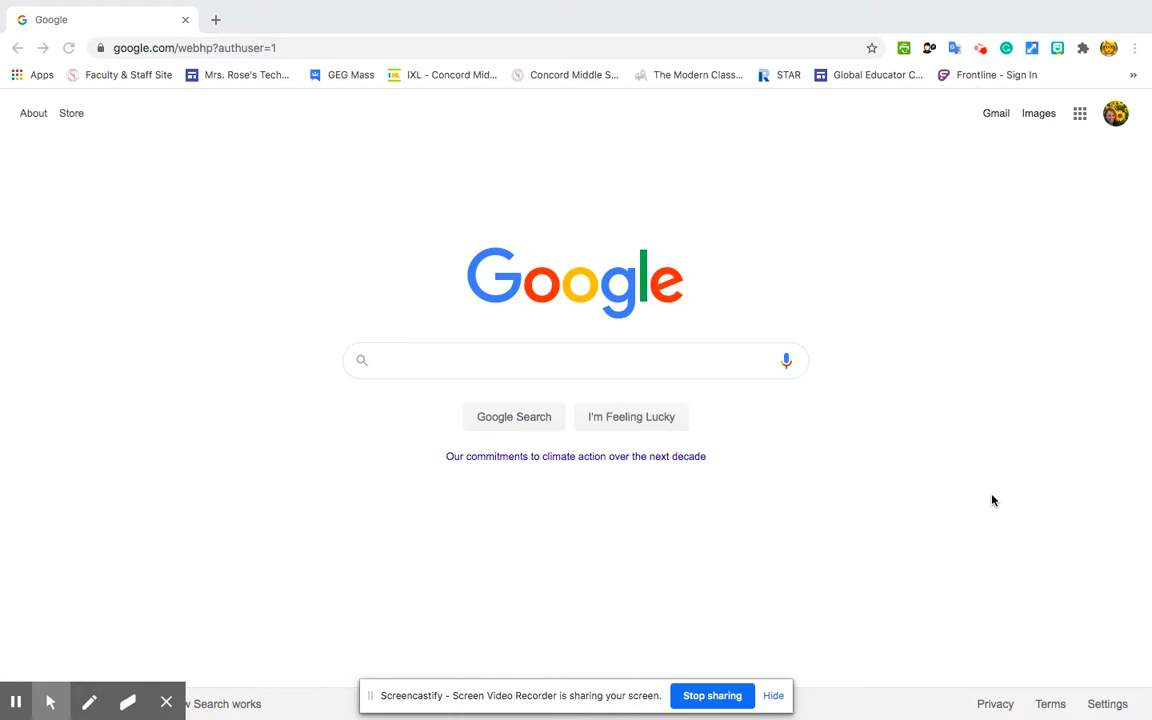 Google
google.com/webhp?authuser=1
Apps Faculty & Staff Site Mrs. Rose's Tech... GEG Mass IXL - Concord Mid... Concord Middle S... The Modern Class... STAR Global Educator C... Frontline - Sign In »
About Store Gmail Images
Google
Google Search I'm Feeling Lucky
Our commitments to climate action over the next decade
Screencastify - Screen Video Recorder is sharing your screen. Stop sharing Hide
w Search works Privacy Terms Settings